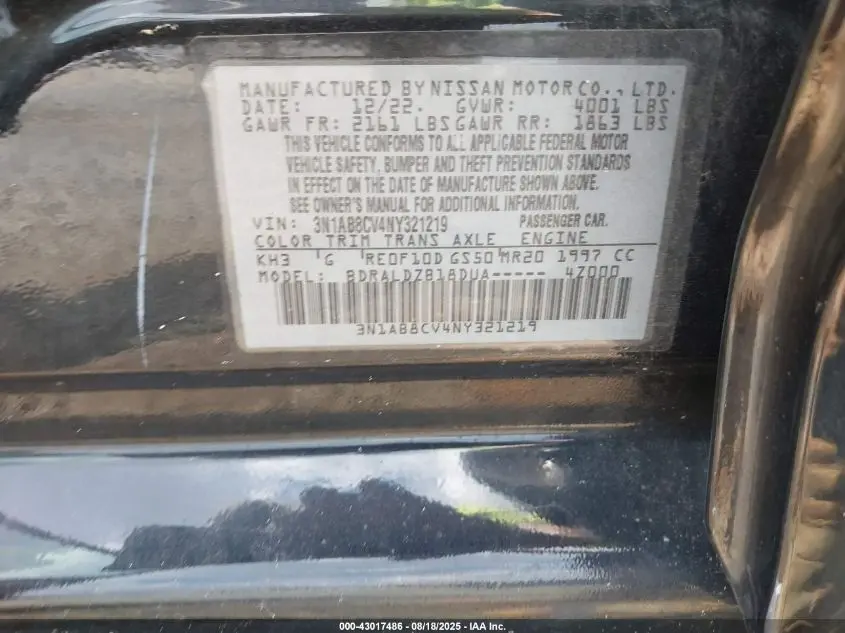 MANUFACTURED BY NISSAN MOTOR CO., LTD.
DATE: 12/22. GVWR: 4001 LBS
GAWR FR: 2161 LBS GAWR RR: 1863 LBS
THIS VEHICLE CONFORMS TO ALL APPLICABLE FEDERAL MOTOR
VEHICLE SAFETY, BUMPER AND THEFT PREVENTION STANDARDS
IN EFFECT ON THE DATE OF MANUFACTURE SHOWN ABOVE.
SEE OWNER'S MANUAL FOR ADDITIONAL INFORMATION.
VIN: 3N1AB8CV4NY321219 PASSENGER CAR.
COLOR TRIM TRANS AXLE ENGINE
KH3 'G 'RE0F10D GS50'MR20 1997 CC
MODEL: BDRALDZB18DUA----- 4Z000
3N1AB8CV4NY321219
000-43017486 | 08/18/2025 | IAA Inc.